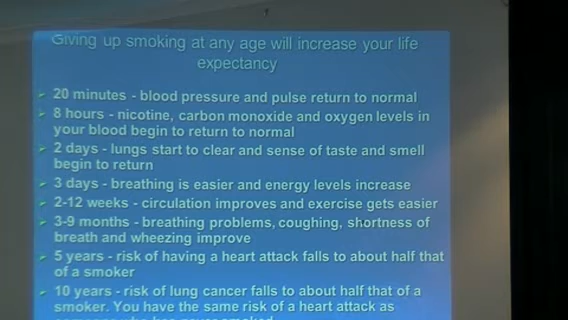 Giving up smoking at any age will increase your life
expectancy
20 minutes - blood pressure and pulse return to normal
8 hours - nicotine, carbon monoxide and oxygen levels in
your blood begin to return to normal
2 days - lungs start to clear and sense of taste and smell
begin to return
3 days - breathing is easier and energy levels increase
2-12 weeks - circulation improves and exercise gets easier
3-9 months - breathing problems, coughing, shortness of
breath and wheezing improve
5 years - risk of having a heart attack falls to about half that
of a smoker
10 years - risk of lung cancer falls to about half that of a
smoker. You have the same risk of a heart attack as